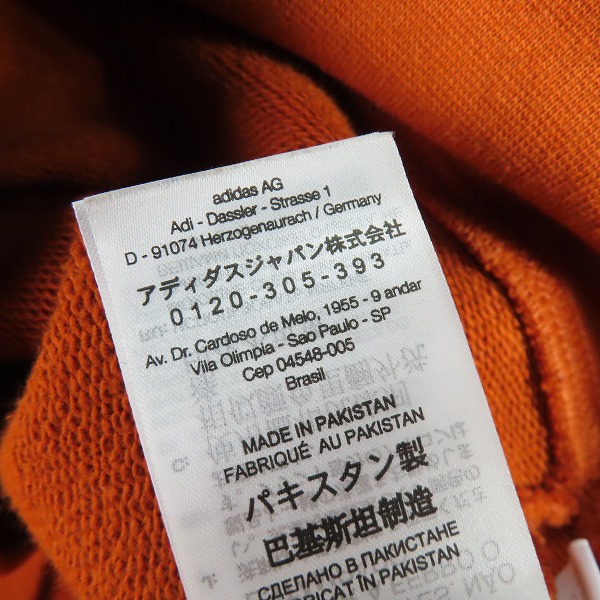 adidas AG
Adi - Dassler - Strasse 1
D - 91074 Herzogenaurach / Germany
アディダスジャパン株式会社
0120-305-393
Av. Dr. Cardoso de Melo, 1955 - 9 andar
Vila Olimpia - Sao Paulo - SP
Cep 04548-005
Brasil
MADE IN PAKISTAN
FABRIQUÉ AU PAKISTAN
パキスタン製
巴基斯坦制造
СДЕЛАНО В ПАКИСТАНЕ
FABRICAT ÎN PAKISTAN